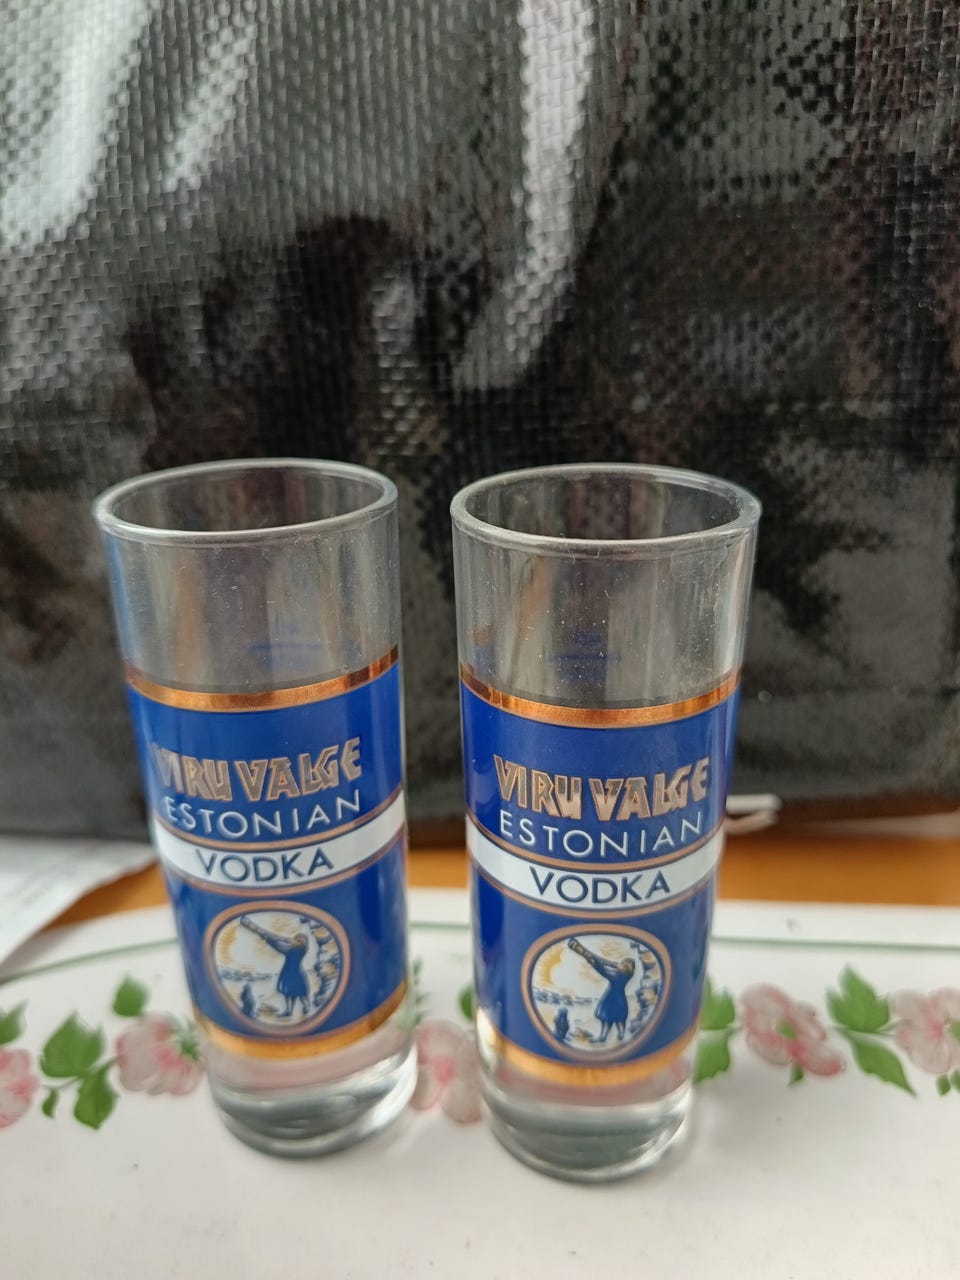 VIRU VALGE
ESTONIAN
VODKA
VIRU VALGE
ESTONIAN
VODKA